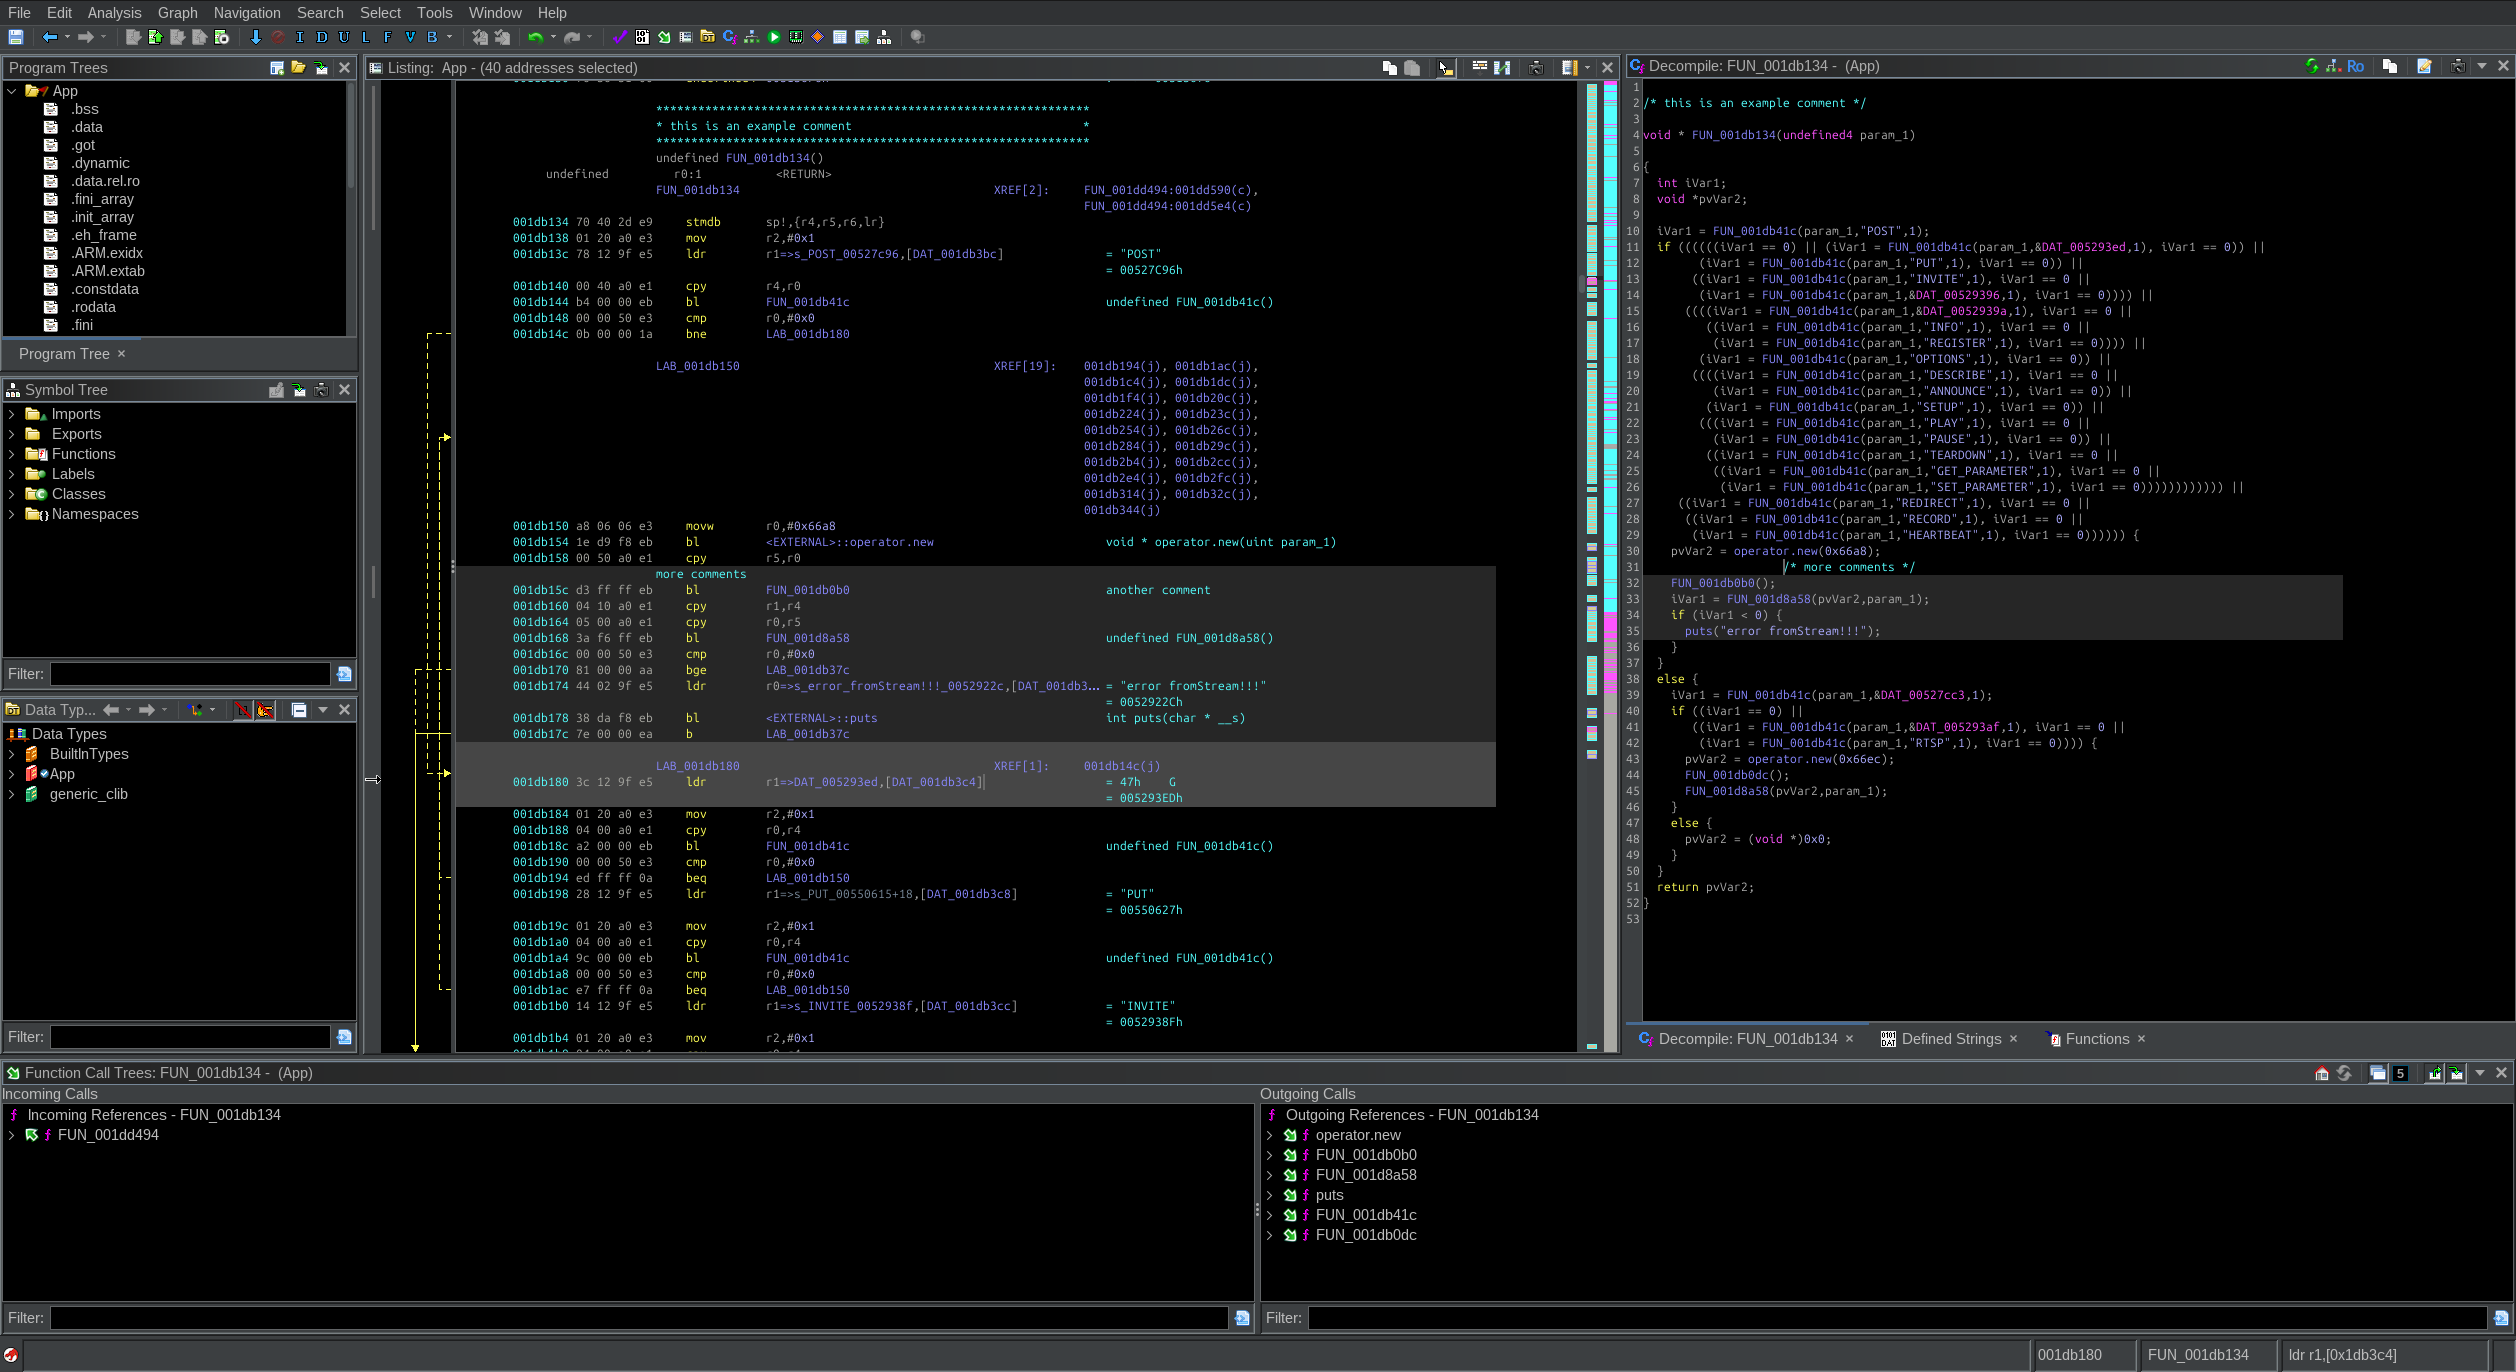 File Edit Analysis Graph Navigation Search Select Tools Window Help
I D U L F V B
Program Trees
App
.bss
.data
.got
.dynamic
.data.rel.ro
.fini_array
.init_array
.eh_frame
.ARM.exidx
.ARM.extab
.constdata
.rodata
.fini
Program Tree ×
Symbol Tree
Imports
Exports
Functions
Labels
Classes
Namespaces
Filter:
Data Typ...
Data Types
BuiltInTypes
App
generic_clib
Filter:
Listing: App - (40 addresses selected)
**************************************************************
* this is an example comment *
**************************************************************
undefined FUN_001db134()
undefined r0:1 <RETURN>
FUN_001db134 XREF[2]: FUN_001dd494:001dd590(c),
FUN_001dd494:001dd5e4(c)
001db134 70 40 2d e9 stmdb sp!,{r4,r5,r6,lr}
001db138 01 20 a0 e3 mov r2,#0x1
001db13c 78 12 9f e5 ldr r1=>s_POST_00527c96,[DAT_001db3bc] = "POST"
= 00527C96h
001db140 00 40 a0 e1 cpy r4,r0
001db144 b4 00 00 eb bl FUN_001db41c undefined FUN_001db41c()
001db148 00 00 50 e3 cmp r0,#0x0
001db14c 0b 00 00 1a bne LAB_001db180
LAB_001db150 XREF[19]: 001db194(j), 001db1ac(j),
001db1c4(j), 001db1dc(j),
001db1f4(j), 001db20c(j),
001db224(j), 001db23c(j),
001db254(j), 001db26c(j),
001db284(j), 001db29c(j),
001db2b4(j), 001db2cc(j),
001db2e4(j), 001db2fc(j),
001db314(j), 001db32c(j),
001db344(j)
001db150 a8 06 06 e3 movw r0,#0x66a8
001db154 1e d9 f8 eb bl <EXTERNAL>::operator.new void * operator.new(uint param_1)
001db158 00 50 a0 e1 cpy r5,r0
more comments
001db15c d3 ff ff eb bl FUN_001db0b0 another comment
001db160 04 10 a0 e1 cpy r1,r4
001db164 05 00 a0 e1 cpy r0,r5
001db168 3a f6 ff eb bl FUN_001d8a58 undefined FUN_001d8a58()
001db16c 00 00 50 e3 cmp r0,#0x0
001db170 81 00 00 aa bge LAB_001db37c
001db174 44 02 9f e5 ldr r0=>s_error_fromStream!!!_0052922c,[DAT_001db3... = "error fromStream!!!"
= 0052922Ch
001db178 38 da f8 eb bl <EXTERNAL>::puts int puts(char * __s)
001db17c 7e 00 00 ea b LAB_001db37c
LAB_001db180 XREF[1]: 001db14c(j)
001db180 3c 12 9f e5 ldr r1=>DAT_005293ed,[DAT_001db3c4] = 47h G
= 005293EDh
001db184 01 20 a0 e3 mov r2,#0x1
001db188 04 00 a0 e1 cpy r0,r4
001db18c a2 00 00 eb bl FUN_001db41c undefined FUN_001db41c()
001db190 00 00 50 e3 cmp r0,#0x0
001db194 ed ff ff 0a beq LAB_001db150
001db198 28 12 9f e5 ldr r1=>s_PUT_00550615+18,[DAT_001db3c8] = "PUT"
= 00550627h
001db19c 01 20 a0 e3 mov r2,#0x1
001db1a0 04 00 a0 e1 cpy r0,r4
001db1a4 9c 00 00 eb bl FUN_001db41c undefined FUN_001db41c()
001db1a8 00 00 50 e3 cmp r0,#0x0
001db1ac e7 ff ff 0a beq LAB_001db150
001db1b0 14 12 9f e5 ldr r1=>s_INVITE_0052938f,[DAT_001db3cc] = "INVITE"
= 0052938Fh
001db1b4 01 20 a0 e3 mov r2,#0x1
Decompile: FUN_001db134 - (App) Ro
1
2 /* this is an example comment */
3
4 void * FUN_001db134(undefined4 param_1)
5
6 {
7 int iVar1;
8 void *pvVar2;
9
10 iVar1 = FUN_001db41c(param_1,"POST",1);
11 if ((((((iVar1 == 0) || (iVar1 = FUN_001db41c(param_1,&DAT_005293ed,1), iVar1 == 0)) ||
12 (iVar1 = FUN_001db41c(param_1,"PUT",1), iVar1 == 0)) ||
13 ((iVar1 = FUN_001db41c(param_1,"INVITE",1), iVar1 == 0 ||
14 (iVar1 = FUN_001db41c(param_1,&DAT_00529396,1), iVar1 == 0)))) ||
15 ((((iVar1 = FUN_001db41c(param_1,&DAT_0052939a,1), iVar1 == 0 ||
16 ((iVar1 = FUN_001db41c(param_1,"INFO",1), iVar1 == 0 ||
17 (iVar1 = FUN_001db41c(param_1,"REGISTER",1), iVar1 == 0)))) ||
18 (iVar1 = FUN_001db41c(param_1,"OPTIONS",1), iVar1 == 0)) ||
19 ((((iVar1 = FUN_001db41c(param_1,"DESCRIBE",1), iVar1 == 0 ||
20 (iVar1 = FUN_001db41c(param_1,"ANNOUNCE",1), iVar1 == 0)) ||
21 (iVar1 = FUN_001db41c(param_1,"SETUP",1), iVar1 == 0)) ||
22 (((iVar1 = FUN_001db41c(param_1,"PLAY",1), iVar1 == 0 ||
23 (iVar1 = FUN_001db41c(param_1,"PAUSE",1), iVar1 == 0)) ||
24 ((iVar1 = FUN_001db41c(param_1,"TEARDOWN",1), iVar1 == 0 ||
25 ((iVar1 = FUN_001db41c(param_1,"GET_PARAMETER",1), iVar1 == 0 ||
26 (iVar1 = FUN_001db41c(param_1,"SET_PARAMETER",1), iVar1 == 0)))))))))))) ||
27 ((iVar1 = FUN_001db41c(param_1,"REDIRECT",1), iVar1 == 0 ||
28 ((iVar1 = FUN_001db41c(param_1,"RECORD",1), iVar1 == 0 ||
29 (iVar1 = FUN_001db41c(param_1,"HEARTBEAT",1), iVar1 == 0)))))) {
30 pvVar2 = operator.new(0x66a8);
31 /* more comments */
32 FUN_001db0b0();
33 iVar1 = FUN_001d8a58(pvVar2,param_1);
34 if (iVar1 < 0) {
35 puts("error fromStream!!!");
36 }
37 }
38 else {
39 iVar1 = FUN_001db41c(param_1,&DAT_00527cc3,1);
40 if ((iVar1 == 0) ||
41 ((iVar1 = FUN_001db41c(param_1,&DAT_005293af,1), iVar1 == 0 ||
42 (iVar1 = FUN_001db41c(param_1,"RTSP",1), iVar1 == 0)))) {
43 pvVar2 = operator.new(0x66ec);
44 FUN_001db0dc();
45 FUN_001d8a58(pvVar2,param_1);
46 }
47 else {
48 pvVar2 = (void *)0x0;
49 }
50 }
51 return pvVar2;
52 }
53
Decompile: FUN_001db134 × Defined Strings × Functions ×
Function Call Trees: FUN_001db134 - (App) 5
Incoming Calls
Incoming References - FUN_001db134
FUN_001dd494
Filter:
Outgoing Calls
Outgoing References - FUN_001db134
operator.new
FUN_001db0b0
FUN_001d8a58
puts
FUN_001db41c
FUN_001db0dc
Filter:
001db180 FUN_001db134 ldr r1,[0x1db3c4]